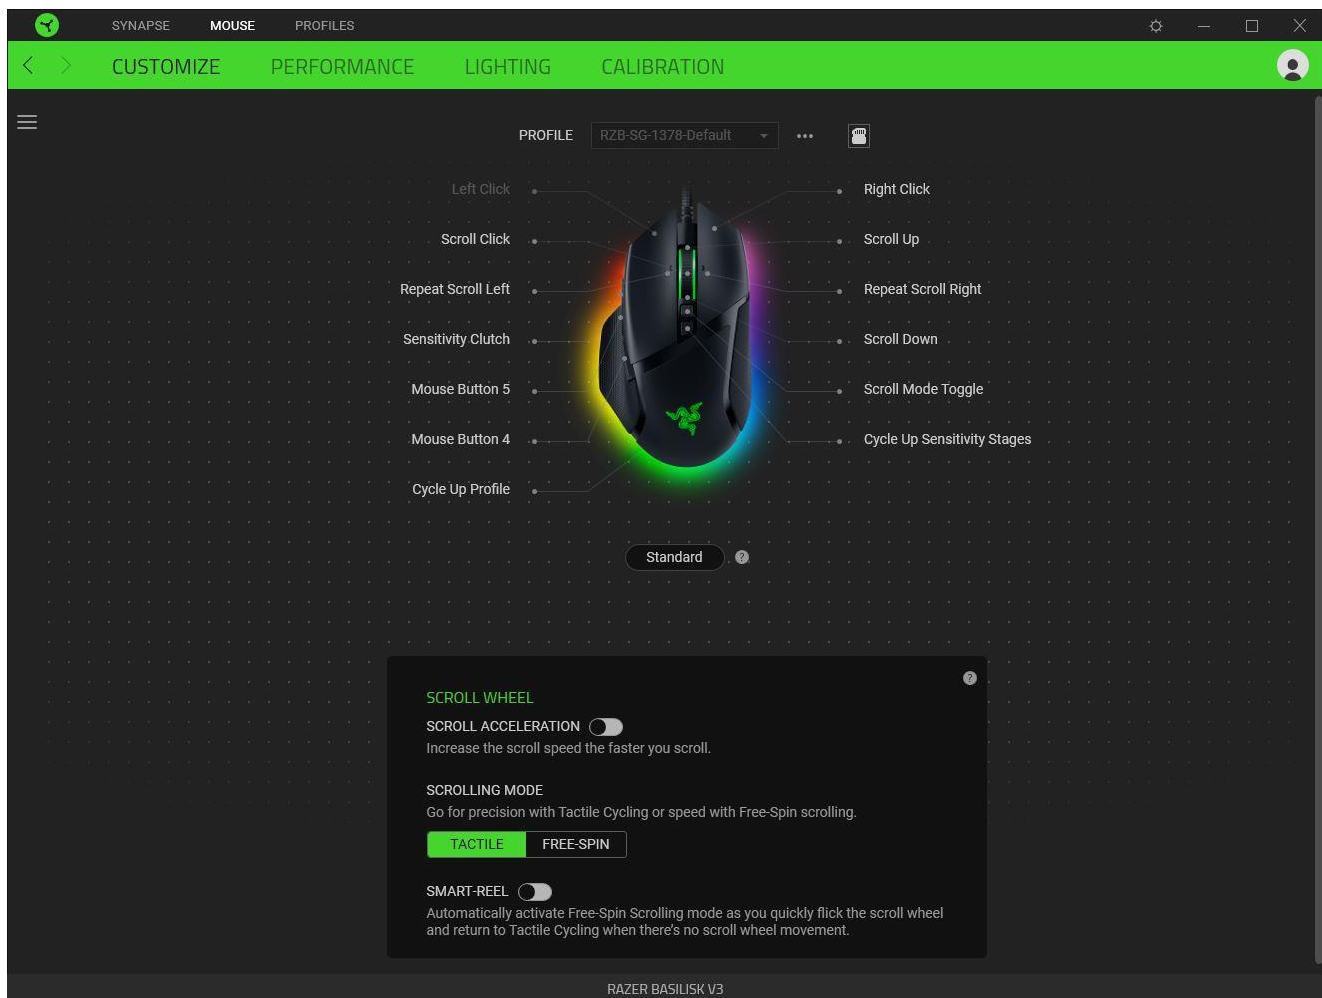 SYNAPSE MOUSE PROFILES
CUSTOMIZE PERFORMANCE LIGHTING CALIBRATION
PROFILE RZB-SG-1378-Default
Left Click
Right Click
Scroll Click
Scroll Up
Repeat Scroll Left
Repeat Scroll Right
Sensitivity Clutch
Scroll Down
Mouse Button 5
Scroll Mode Toggle
Mouse Button 4
Cycle Up Sensitivity Stages
Cycle Up Profile
Standard ?
?
SCROLL WHEEL
SCROLL ACCELERATION
Increase the scroll speed the faster you scroll.
SCROLLING MODE
Go for precision with Tactile Cycling or speed with Free-Spin scrolling.
TACTILE FREE-SPIN
SMART-REEL
Automatically activate Free-Spin Scrolling mode as you quickly flick the scroll wheel
and return to Tactile Cycling when there's no scroll wheel movement.
RAZER BASILISK V3